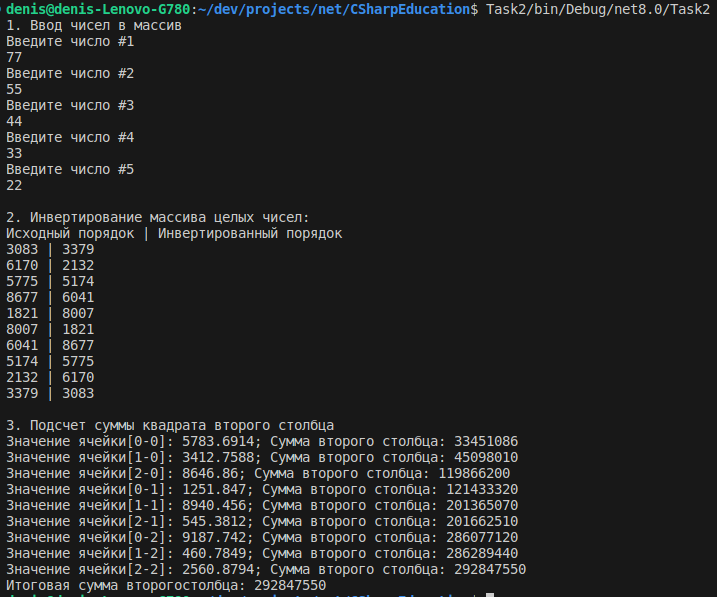 denis@denis-Lenovo-G780:~/dev/projects/net/CSharpEducation$ Task2/bin/Debug/net8.0/Task2
1. Ввод чисел в массив
Введите число #1
77
Введите число #2
55
Введите число #3
44
Введите число #4
33
Введите число #5
22
2. Инвертирование массива целых чисел:
Исходный порядок | Инвертированный порядок
3083 | 3379
6170 | 2132
5775 | 5174
8677 | 6041
1821 | 8007
8007 | 1821
6041 | 8677
5174 | 5775
2132 | 6170
3379 | 3083
3. Подсчет суммы квадрата второго столбца
Значение ячейки[0-0]: 5783.6914; Сумма второго столбца: 33451086
Значение ячейки[1-0]: 3412.7588; Сумма второго столбца: 45098010
Значение ячейки[2-0]: 8646.86; Сумма второго столбца: 119866200
Значение ячейки[0-1]: 1251.847; Сумма второго столбца: 121433320
Значение ячейки[1-1]: 8940.456; Сумма второго столбца: 201365070
Значение ячейки[2-1]: 545.3812; Сумма второго столбца: 201662510
Значение ячейки[0-2]: 9187.742; Сумма второго столбца: 286077120
Значение ячейки[1-2]: 460.7849; Сумма второго столбца: 286289440
Значение ячейки[2-2]: 2560.8794; Сумма второго столбца: 292847550
Итоговая сумма второгостолбца: 292847550